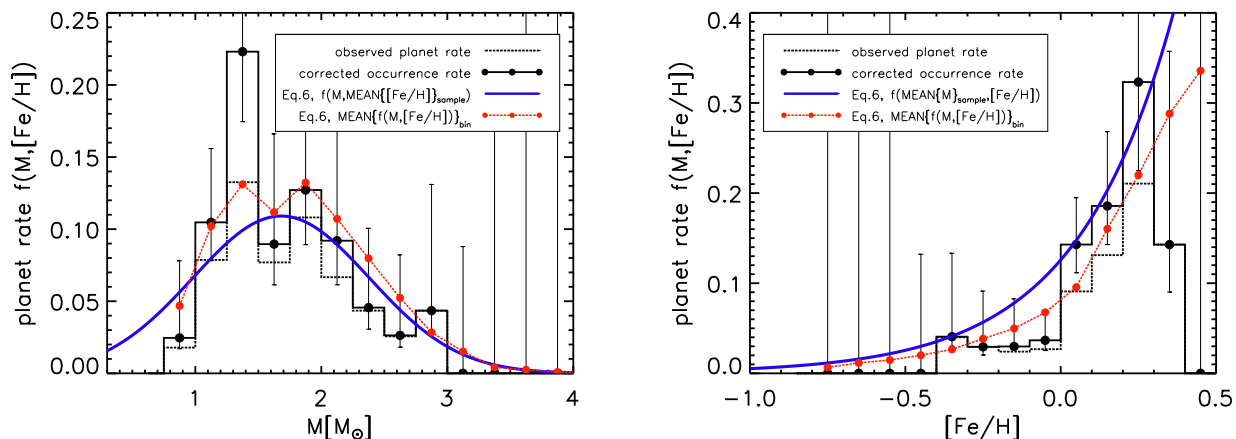 planet rate f(M,[Fe/H])
0.25
0.20
0.15
0.10
0.05
0.00
observed planet rate
corrected occurrence rate
Eq.6, f(M,MEAN{[Fe/H]}sample)
Eq.6, MEAN{f(M,[Fe/H])}bin
1 2 3 4
M[M⊙]
planet rate f(M,[Fe/H])
0.4
0.3
0.2
0.1
0.0
observed planet rate
corrected occurrence rate
Eq.6, f(MEAN{M}sample,[Fe/H])
Eq.6, MEAN{f(M,[Fe/H])}bin
-1.0 -0.5 0.0 0.5
[Fe/H]